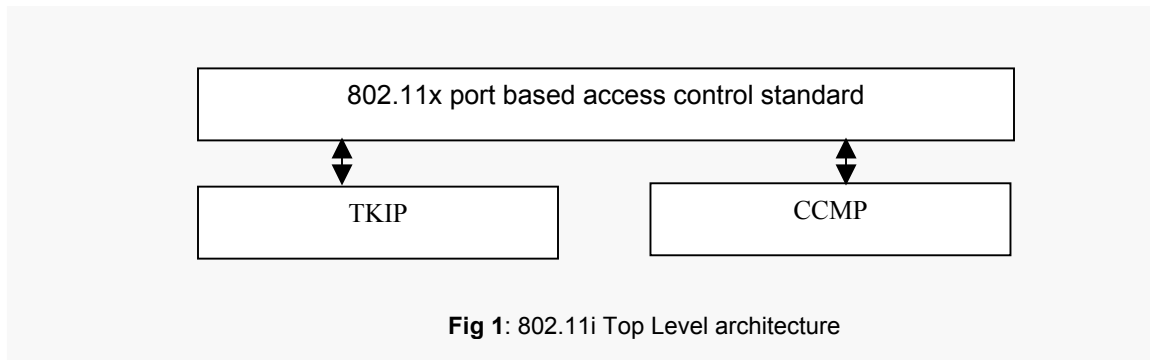 802.11x port based access control standard
TKIP
CCMP
Fig 1: 802.11i Top Level architecture